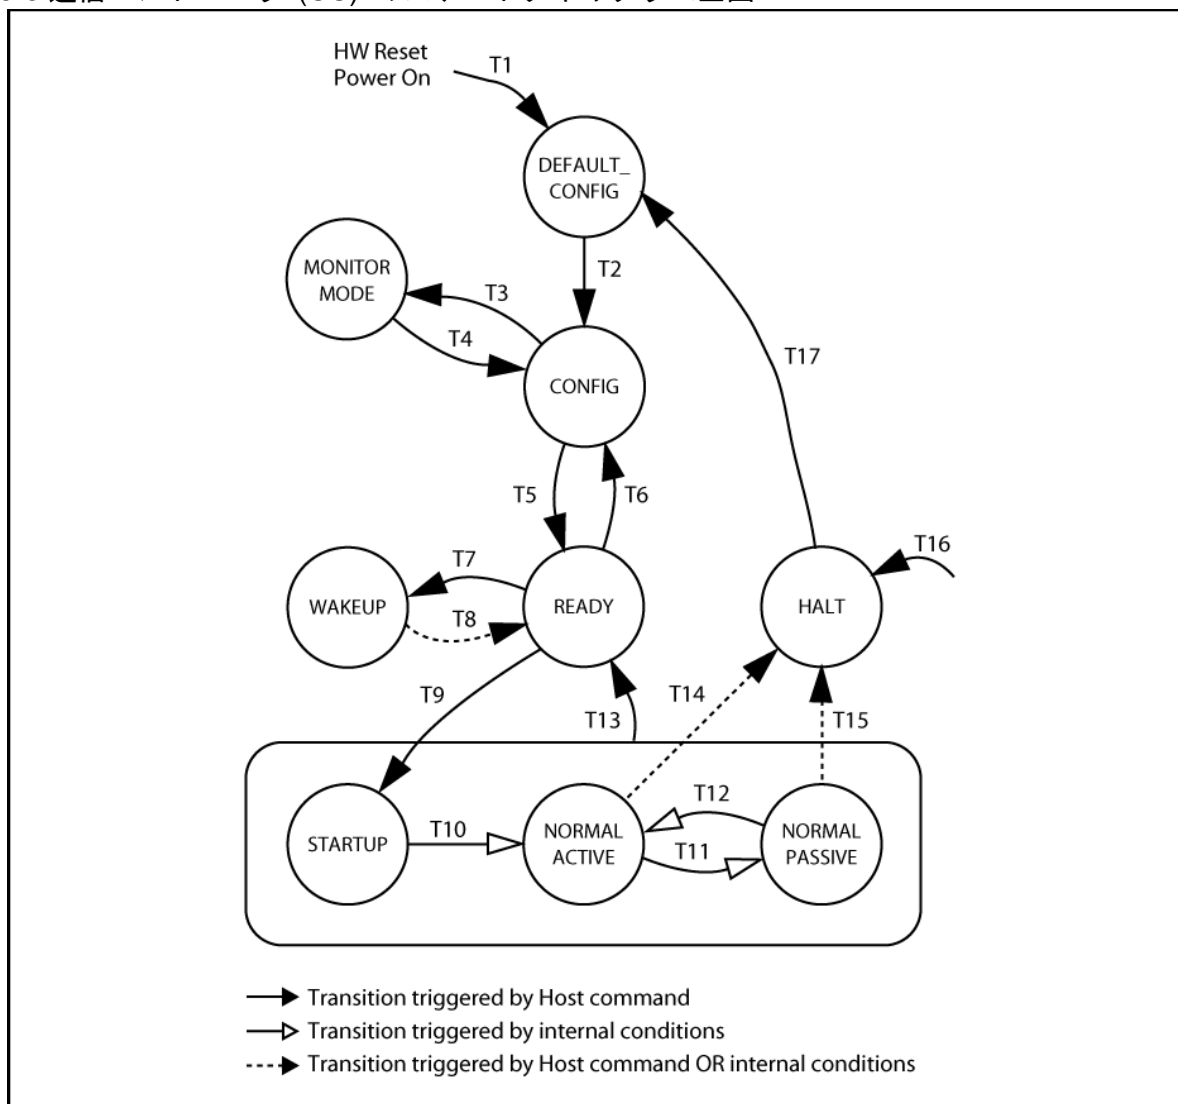 HW Reset
Power On
T1
DEFAULT_
CONFIG
T2
MONITOR
MODE
T3
T4
CONFIG
T17
T5
T6
T16
T7
WAKEUP
T8
READY
HALT
T9
T14
T13
T15
T12
STARTUP
T10
NORMAL
ACTIVE
T11
NORMAL
PASSIVE
Transition triggered by Host command
Transition triggered by internal conditions
Transition triggered by Host command OR internal conditions